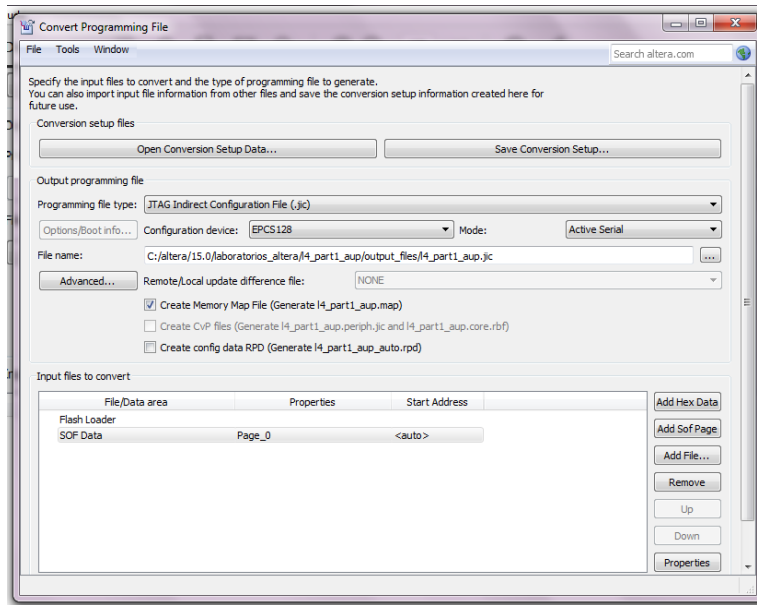 Convert Programming File
File Tools Window
Search altera.com
Specify the input files to convert and the type of programming file to generate.
You can also import input file information from other files and save the conversion setup information created here for
future use.
Conversion setup files
Open Conversion Setup Data...
Save Conversion Setup...
Output programming file
Programming file type: JTAG Indirect Configuration File (.jic)
Options/Boot info... Configuration device: EPCS128 Mode: Active Serial
File name: C:/altera/15.0/laboratorios_altera/l4_part1_aup/output_files/l4_part1_aup.jic ...
Advanced... Remote/Local update difference file: NONE
Create Memory Map File (Generate l4_part1_aup.map)
Create CvP files (Generate l4_part1_aup.periph.jic and l4_part1_aup.core.rbf)
Create config data RPD (Generate l4_part1_aup_auto.rpd)
Input files to convert
File/Data area Properties Start Address
Flash Loader
SOF Data Page_0 <auto>
Add Hex Data
Add Sof Page
Add File...
Remove
Up
Down
Properties